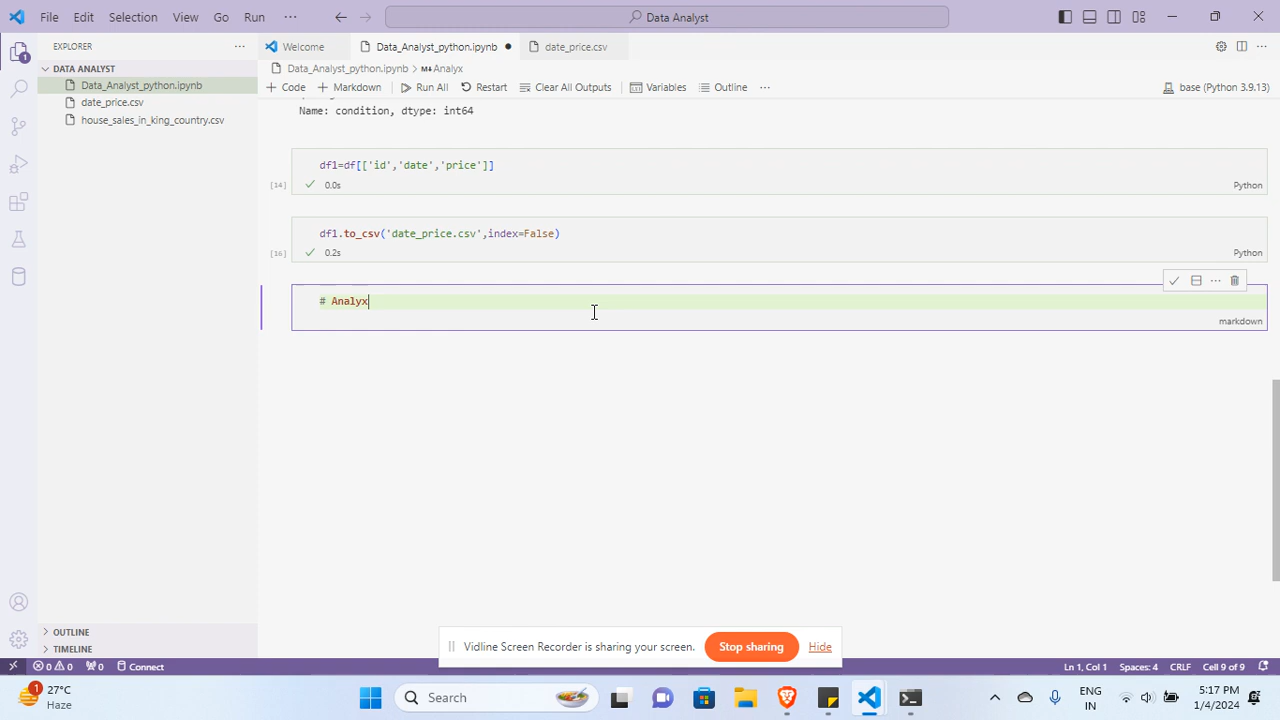 File Edit Selection View Go Run ··· Data Analyst
EXPLORER ···
Welcome Data_Analyst_python.ipynb date_price.csv ···
DATA ANALYST
Data_Analyst_python.ipynb > Analyx
Data_Analyst_python.ipynb
date_price.csv
house_sales_in_king_country.csv
+ Code + Markdown Run All Restart Clear All Outputs Variables Outline ··· base (Python 3.9.13)
Name: condition, dtype: int64
df1=df[['id','date','price']]
[14] 0.0s Python
df1.to_csv('date_price.csv',index=False)
[16] 0.2s Python
# Analyx
markdown
OUTLINE
TIMELINE
Vidline Screen Recorder is sharing your screen. Stop sharing Hide
0 0 0 Connect Ln 1, Col 1 Spaces: 4 CRLF Cell 9 of 9
1 27°C
Haze
Search
ENG
IN
5:17 PM
1/4/2024
1